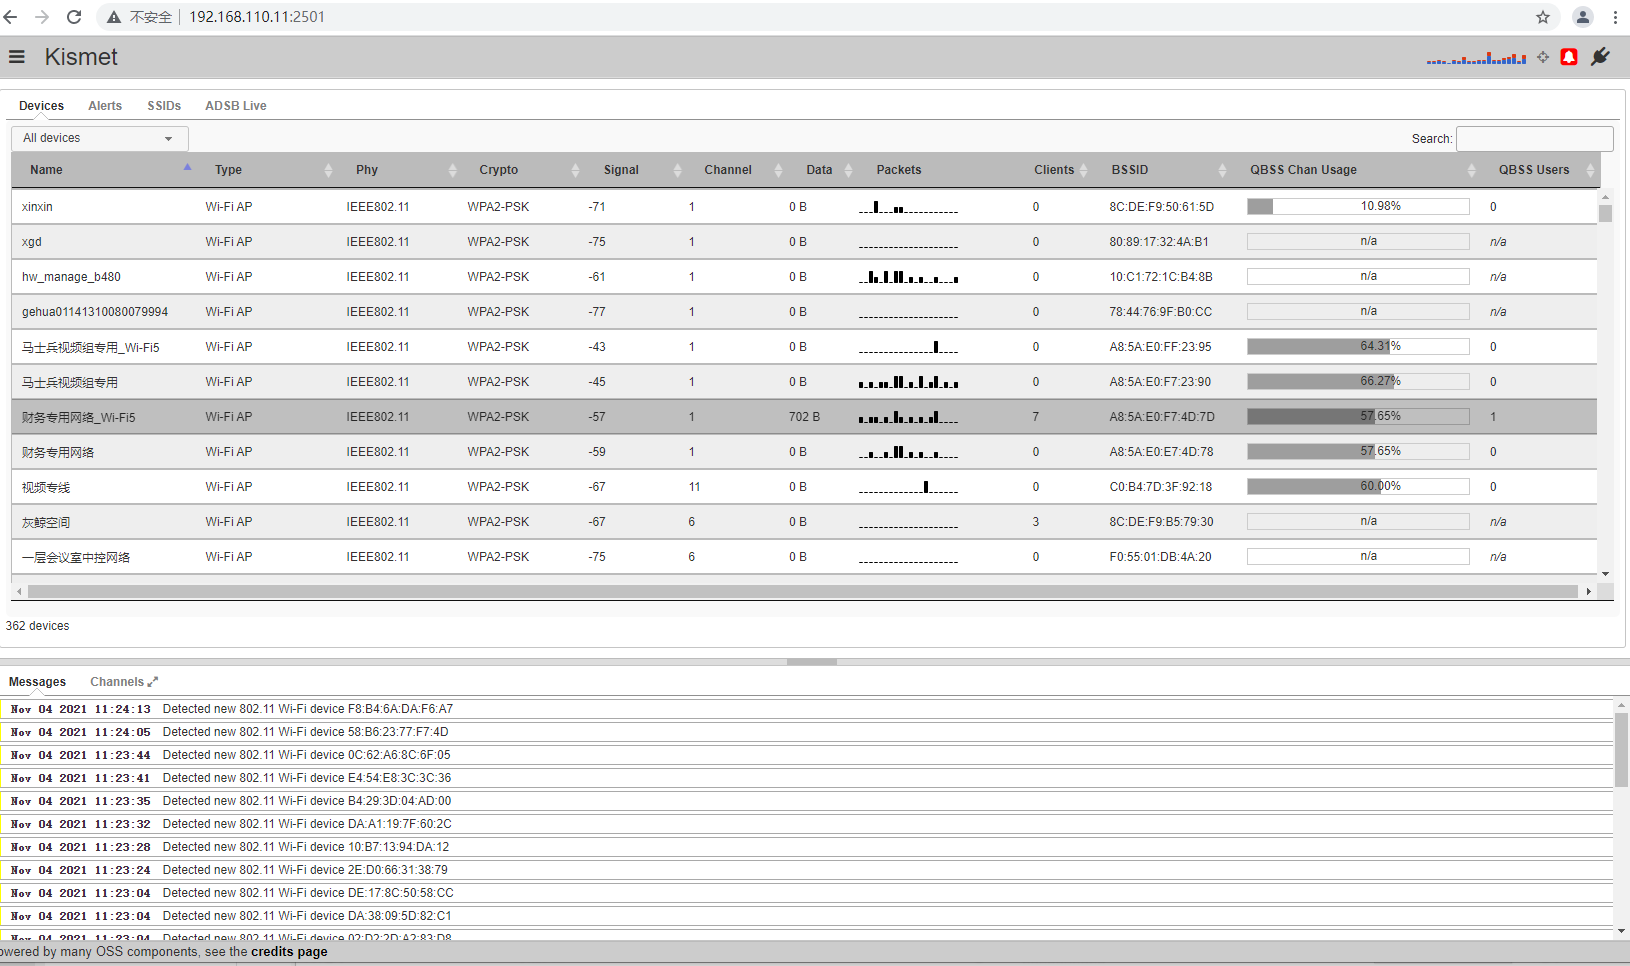 不安全 192.168.110.11:2501
Kismet
Devices Alerts SSIDs ADSB Live
All devices Search:
Name Type Phy Crypto Signal Channel Data Packets Clients BSSID QBSS Chan Usage QBSS Users
xinxin Wi-Fi AP IEEE802.11 WPA2-PSK -71 1 0 B 0 8C:DE:F9:50:61:5D 10.98% 0
xgd Wi-Fi AP IEEE802.11 WPA2-PSK -75 1 0 B 0 80:89:17:32:4A:B1 n/a n/a
hw_manage_b480 Wi-Fi AP IEEE802.11 WPA2-PSK -61 1 0 B 0 10:C1:72:1C:B4:8B n/a n/a
gehua01141310080079994 Wi-Fi AP IEEE802.11 WPA2-PSK -77 1 0 B 0 78:44:76:9F:B0:CC n/a n/a
马士兵视频组专用_Wi-Fi5 Wi-Fi AP IEEE802.11 WPA2-PSK -43 1 0 B 0 A8:5A:E0:FF:23:95 64.31% 0
马士兵视频组专用 Wi-Fi AP IEEE802.11 WPA2-PSK -45 1 0 B 0 A8:5A:E0:F7:23:90 66.27% 0
财务专用网络_Wi-Fi5 Wi-Fi AP IEEE802.11 WPA2-PSK -57 1 702 B 7 A8:5A:E0:F7:4D:7D 57.65% 1
财务专用网络 Wi-Fi AP IEEE802.11 WPA2-PSK -59 1 0 B 0 A8:5A:E0:E7:4D:78 57.65% 0
视频专线 Wi-Fi AP IEEE802.11 WPA2-PSK -67 11 0 B 0 C0:B4:7D:3F:92:18 60.00% 0
灰鲸空间 Wi-Fi AP IEEE802.11 WPA2-PSK -67 6 0 B 3 8C:DE:F9:B5:79:30 n/a n/a
一层会议室中控网络 Wi-Fi AP IEEE802.11 WPA2-PSK -75 6 0 B 0 F0:55:01:DB:4A:20 n/a n/a
362 devices
Messages Channels
Nov 04 2021 11:24:13 Detected new 802.11 Wi-Fi device F8:B4:6A:DA:F6:A7
Nov 04 2021 11:24:05 Detected new 802.11 Wi-Fi device 58:B6:23:77:F7:4D
Nov 04 2021 11:23:44 Detected new 802.11 Wi-Fi device 0C:62:A6:8C:6F:05
Nov 04 2021 11:23:41 Detected new 802.11 Wi-Fi device E4:54:E8:3C:3C:36
Nov 04 2021 11:23:35 Detected new 802.11 Wi-Fi device B4:29:3D:04:AD:00
Nov 04 2021 11:23:32 Detected new 802.11 Wi-Fi device DA:A1:19:7F:60:2C
Nov 04 2021 11:23:28 Detected new 802.11 Wi-Fi device 10:B7:13:94:DA:12
Nov 04 2021 11:23:24 Detected new 802.11 Wi-Fi device 2E:D0:66:31:38:79
Nov 04 2021 11:23:04 Detected new 802.11 Wi-Fi device DE:17:8C:50:58:CC
Nov 04 2021 11:23:04 Detected new 802.11 Wi-Fi device DA:38:09:5D:82:C1
Nov 04 2021 11:23:04 Detected new 802.11 Wi-Fi device 02:D2:2D:A2:83:D8
owered by many OSS components, see the credits page